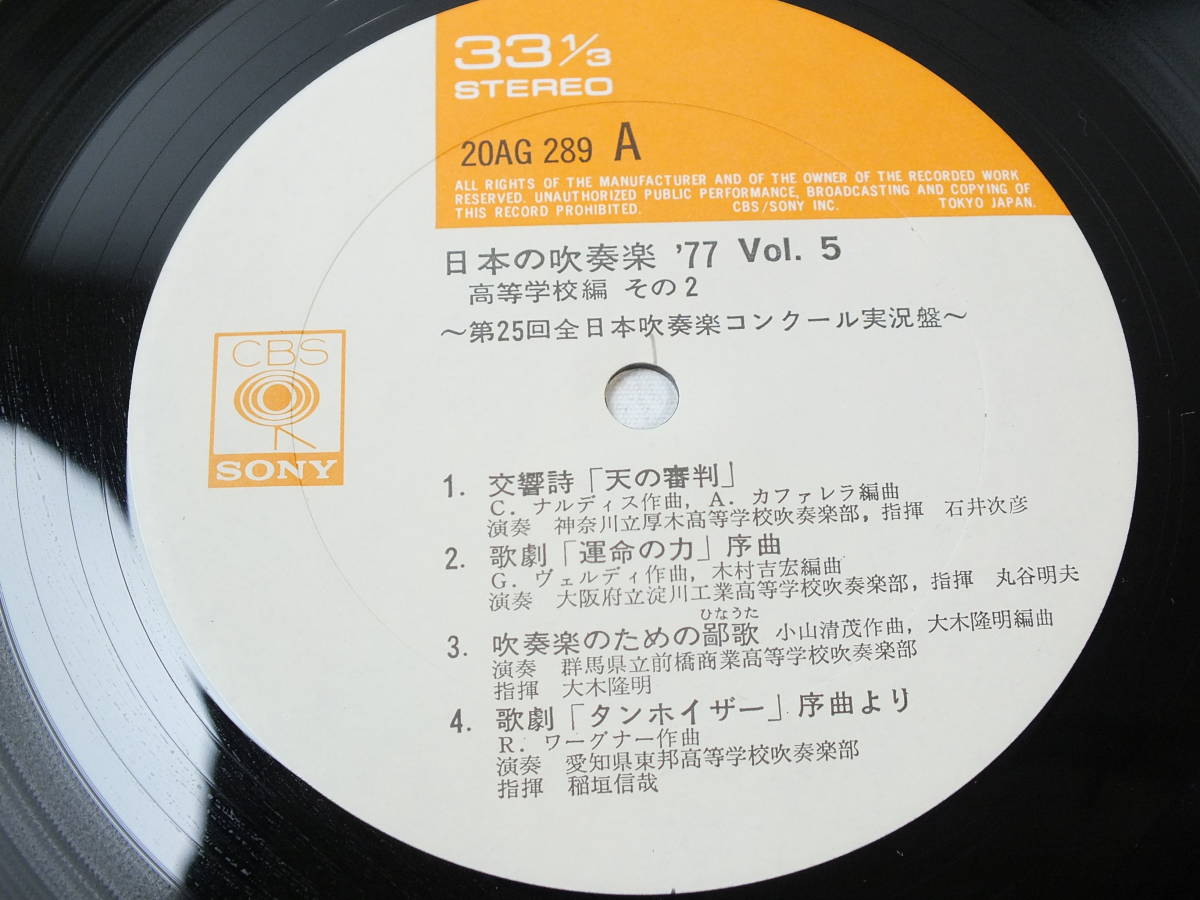 33 1/3
STEREO
20AG 289 A
ALL RIGHTS OF THE MANUFACTURER AND OF THE OWNER OF THE RECORDED WORK
RESERVED. UNAUTHORIZED PUBLIC PERFORMANCE, BROADCASTING AND COPYING OF
THIS RECORD PROHIBITED. CBS/SONY INC. TOKYO JAPAN.
日本の吹奏楽 '77 Vol. 5
高等学校編 その2
～第25回全日本吹奏楽コンクール実況盤～
CBS
SONY
1. 交響詩「天の審判」
C. ナルディス作曲, A. カファレラ編曲
演奏 神奈川立厚木高等学校吹奏楽部, 指揮 石井次彦
2. 歌劇「運命の力」序曲
G. ヴェルディ作曲, 木村吉宏編曲
演奏 大阪府立淀川工業高等学校吹奏楽部, 指揮 丸谷明夫
ひなうた
3. 吹奏楽のための鄙歌 小山清茂作曲, 大木隆明編曲
演奏 群馬県立前橋商業高等学校吹奏楽部
指揮 大木隆明
4. 歌劇「タンホイザー」序曲より
R. ワーグナー作曲
演奏 愛知県東邦高等学校吹奏楽部
指揮 稲垣信哉